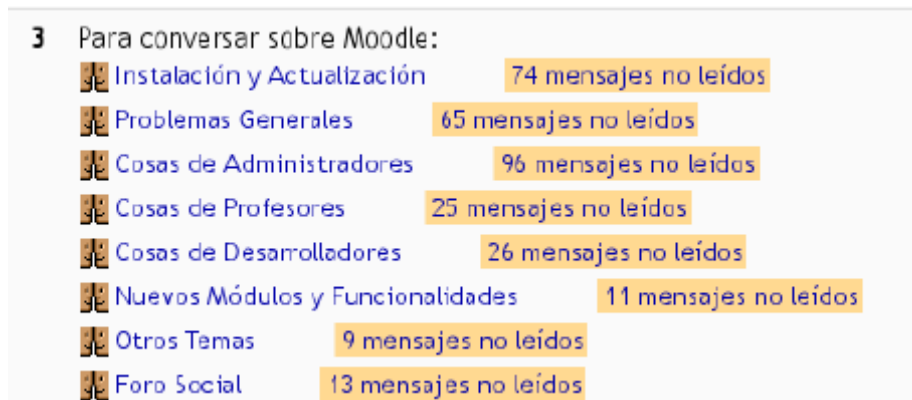 3 Para conversar sobre Moodle:
Instalación y Actualización 74 mensajes no leídos
Problemas Generales 65 mensajes no leídos
Cosas de Administradores 96 mensajes no leídos
Cosas de Profesores 25 mensajes no leídos
Cosas de Desarrolladores 26 mensajes no leídos
Nuevos Módulos y Funcionalidades 11 mensajes no leídos
Otros Temas 9 mensajes no leídos
Foro Social 13 mensajes no leídos